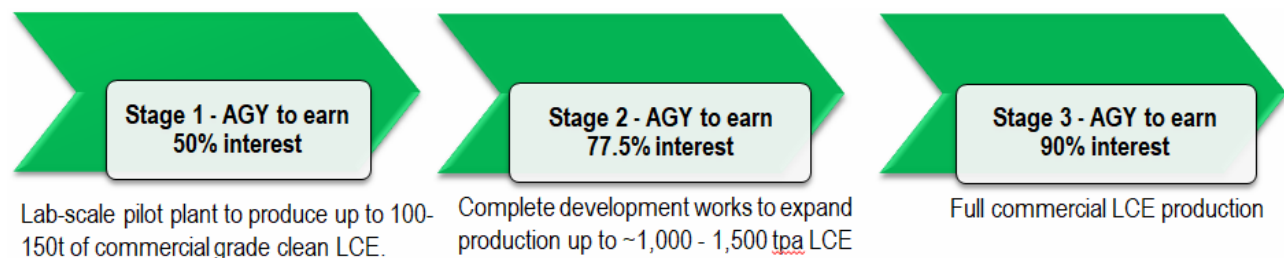 Stage 1 - AGY to earn
50% interest
Lab-scale pilot plant to produce up to 100-
150t of commercial grade clean LCE.
Stage 2 - AGY to earn
77.5% interest
Complete development works to expand
production up to ~1,000 - 1,500 tpa LCE
Stage 3 - AGY to earn
90% interest
Full commercial LCE production